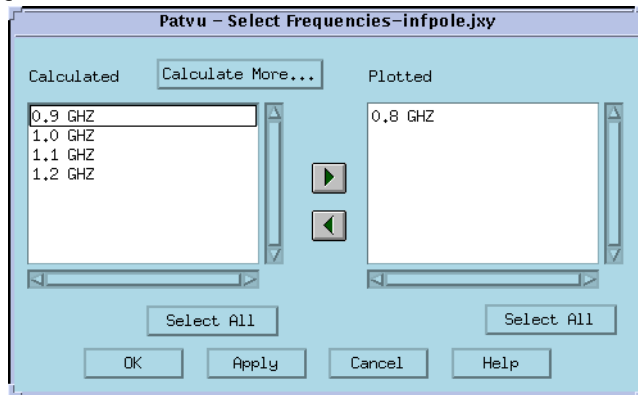 Patvu - Select Frequencies-infpole.jxy
Calculated
Calculate More...
Plotted
0.9 GHZ
1.0 GHZ
1.1 GHZ
1.2 GHZ
0.8 GHZ
Select All
Select All
OK
Apply
Cancel
Help